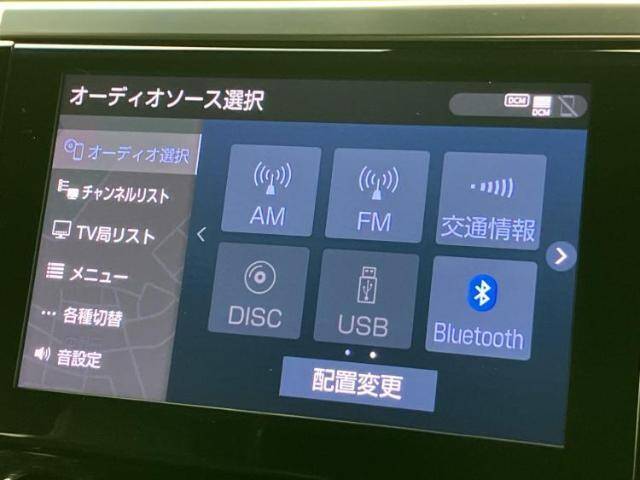 オーディオソース選択
DCM
DCM
オーディオ選択
チャンネルリスト
TV局リスト
メニュー
各種切替
音設定
AM
FM
交通情報
DISC
USB
Bluetooth
配置変更